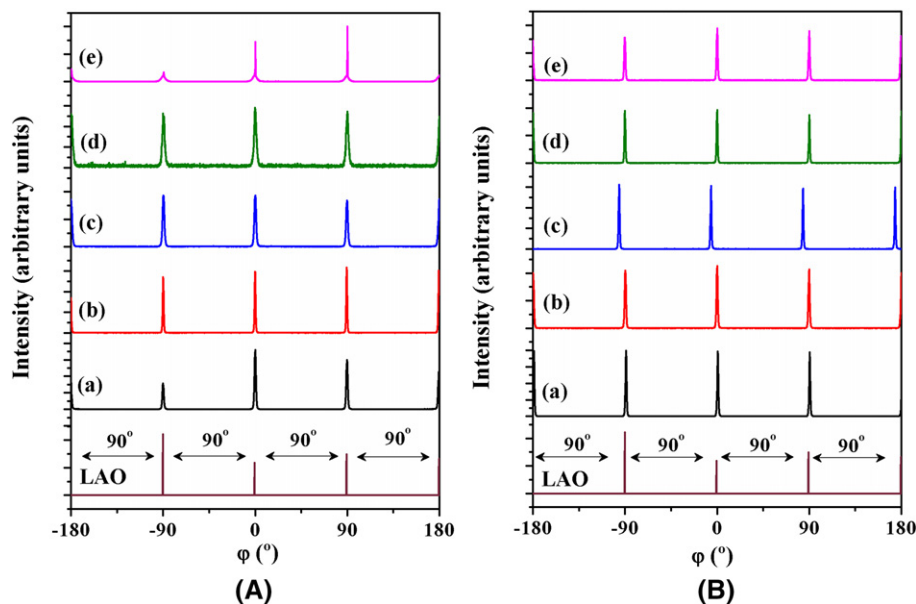 Intensity (arbitrary units)
(e)
(d)
(c)
(b)
(a)
90° 90° 90° 90°
LAO
-180 -90 0 90 180
φ (°)
(A)
Intensity (arbitrary units)
(e)
(d)
(c)
(b)
(a)
90° 90° 90° 90°
LAO
-180 -90 0 90 180
φ (°)
(B)